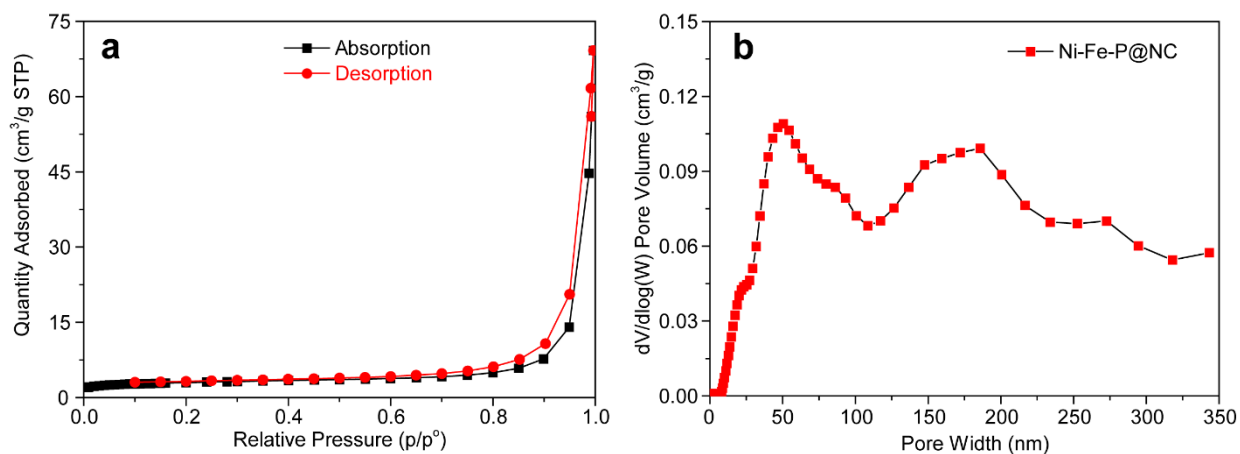 a
Absorption
Desorption
Quantity Adsorbed (cm³/g STP)
75
60
45
30
15
0
0.0 0.2 0.4 0.6 0.8 1.0
Relative Pressure (p/p°)
b
Ni-Fe-P@NC
dV/dlog(W) Pore Volume (cm³/g)
0.15
0.12
0.09
0.06
0.03
0.00
0 50 100 150 200 250 300 350
Pore Width (nm)